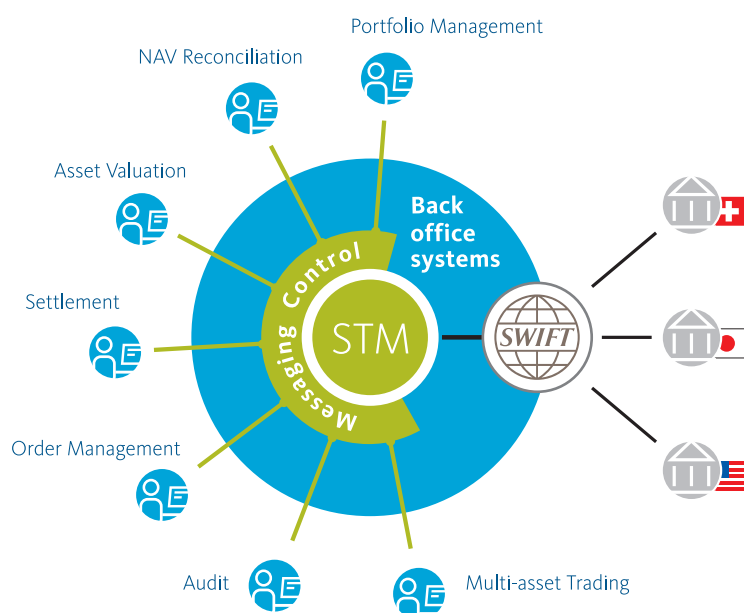 Portfolio Management
NAV Reconciliation
Asset Valuation
Back
office
systems
Messaging Control
Settlement
STM
SWIFT
Order Management
Audit
Multi-asset Trading